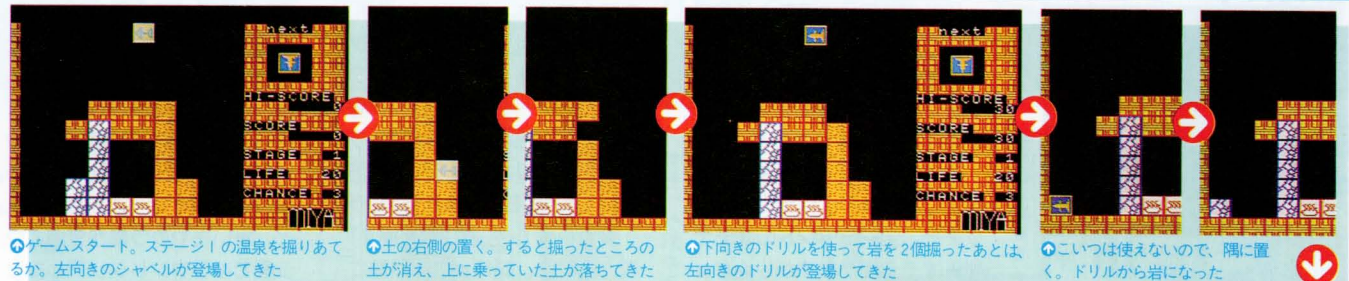 next
HI-SCORE
0
SCORE
0
STAGE 1
LIFE 20
CHANCE 3
MIYA
next
HI-SCORE
30
SCORE
30
STAGE 1
LIFE 20
CHANCE 3
MIYA
ゲームスタート。ステージ1の温泉を掘りあて
るか。左向きのシャベルが登場してきた
土の右側の置く。すると掘ったところの
土が消え、上に乗っていた土が落ちてきた
下向きのドリルを使って岩を2個掘ったあとは、
左向きのドリルが登場してきた
こいつは使えないので、隅に置
く。ドリルから岩になった